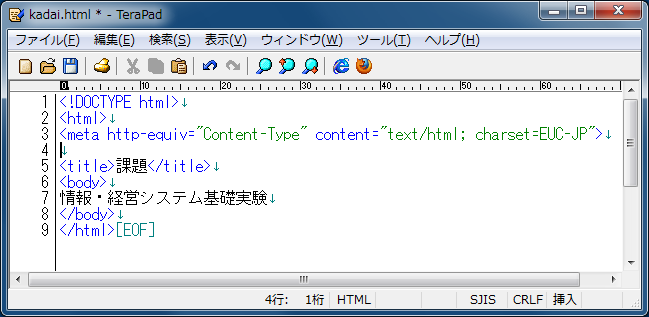 kadai.html * - TeraPad
ファイル(F) 編集(E) 検索(S) 表示(V) ウィンドウ(W) ツール(T) ヘルプ(H)
0 10 20 30 40 50 60
1 <!DOCTYPE html>↓
2 <html>↓
3 <meta http-equiv="Content-Type" content="text/html; charset=EUC-JP">↓
4 ↓
5 <title>課題</title>↓
6 <body>↓
7 情報・経営システム基礎実験↓
8 </body>↓
9 </html>[EOF]
4行: 1桁 HTML SJIS CRLF 挿入